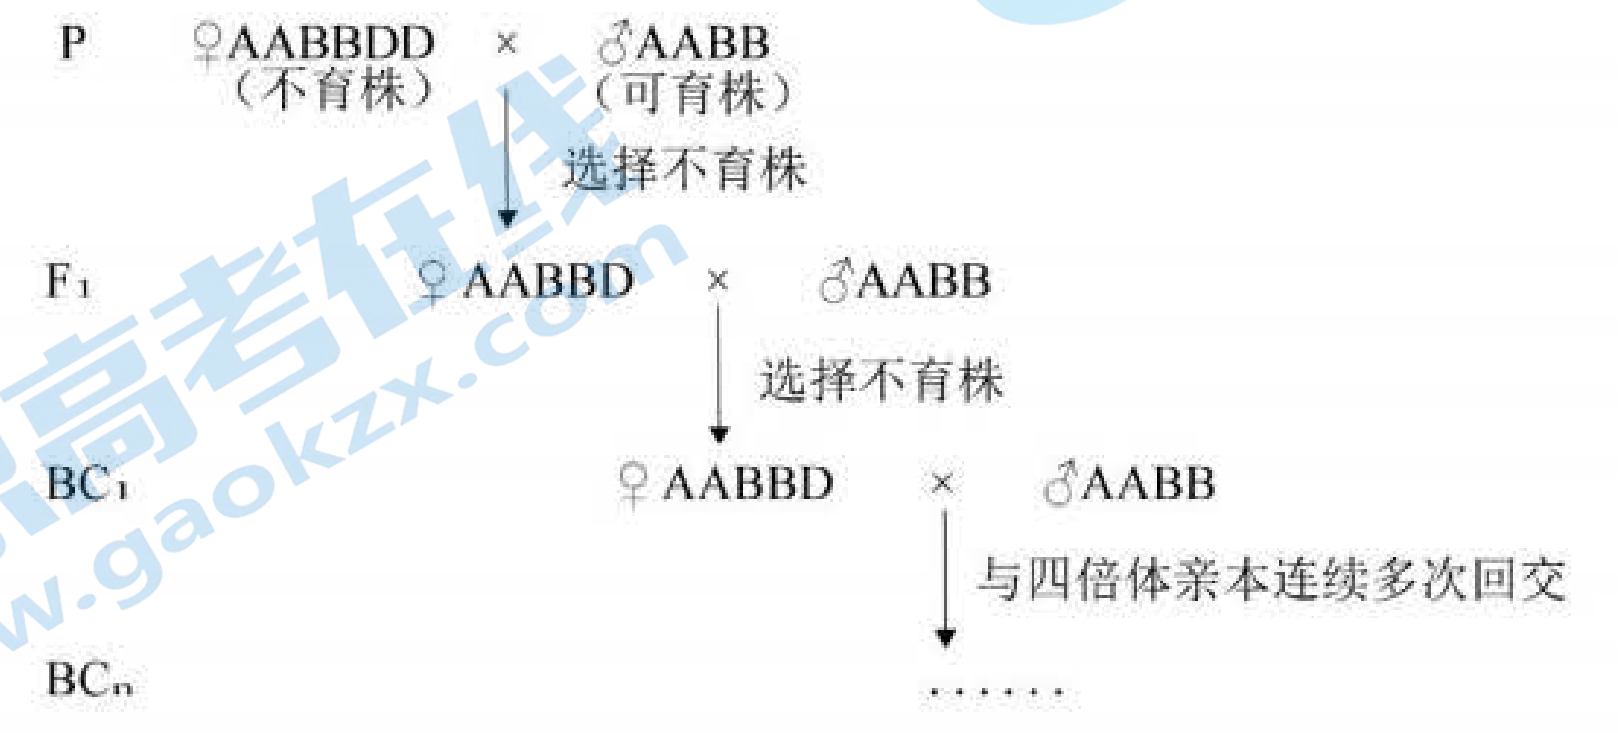 P ♀AABBDD × ♂AABB
（不育株） （可育株）
选择不育株
F₁ ♀AABBD × ♂AABB
选择不育株
BC₁ ♀AABBD × ♂AABB
与四倍体亲本连续多次回交
BCₙ ······
高考在线
w.gaokzx.com